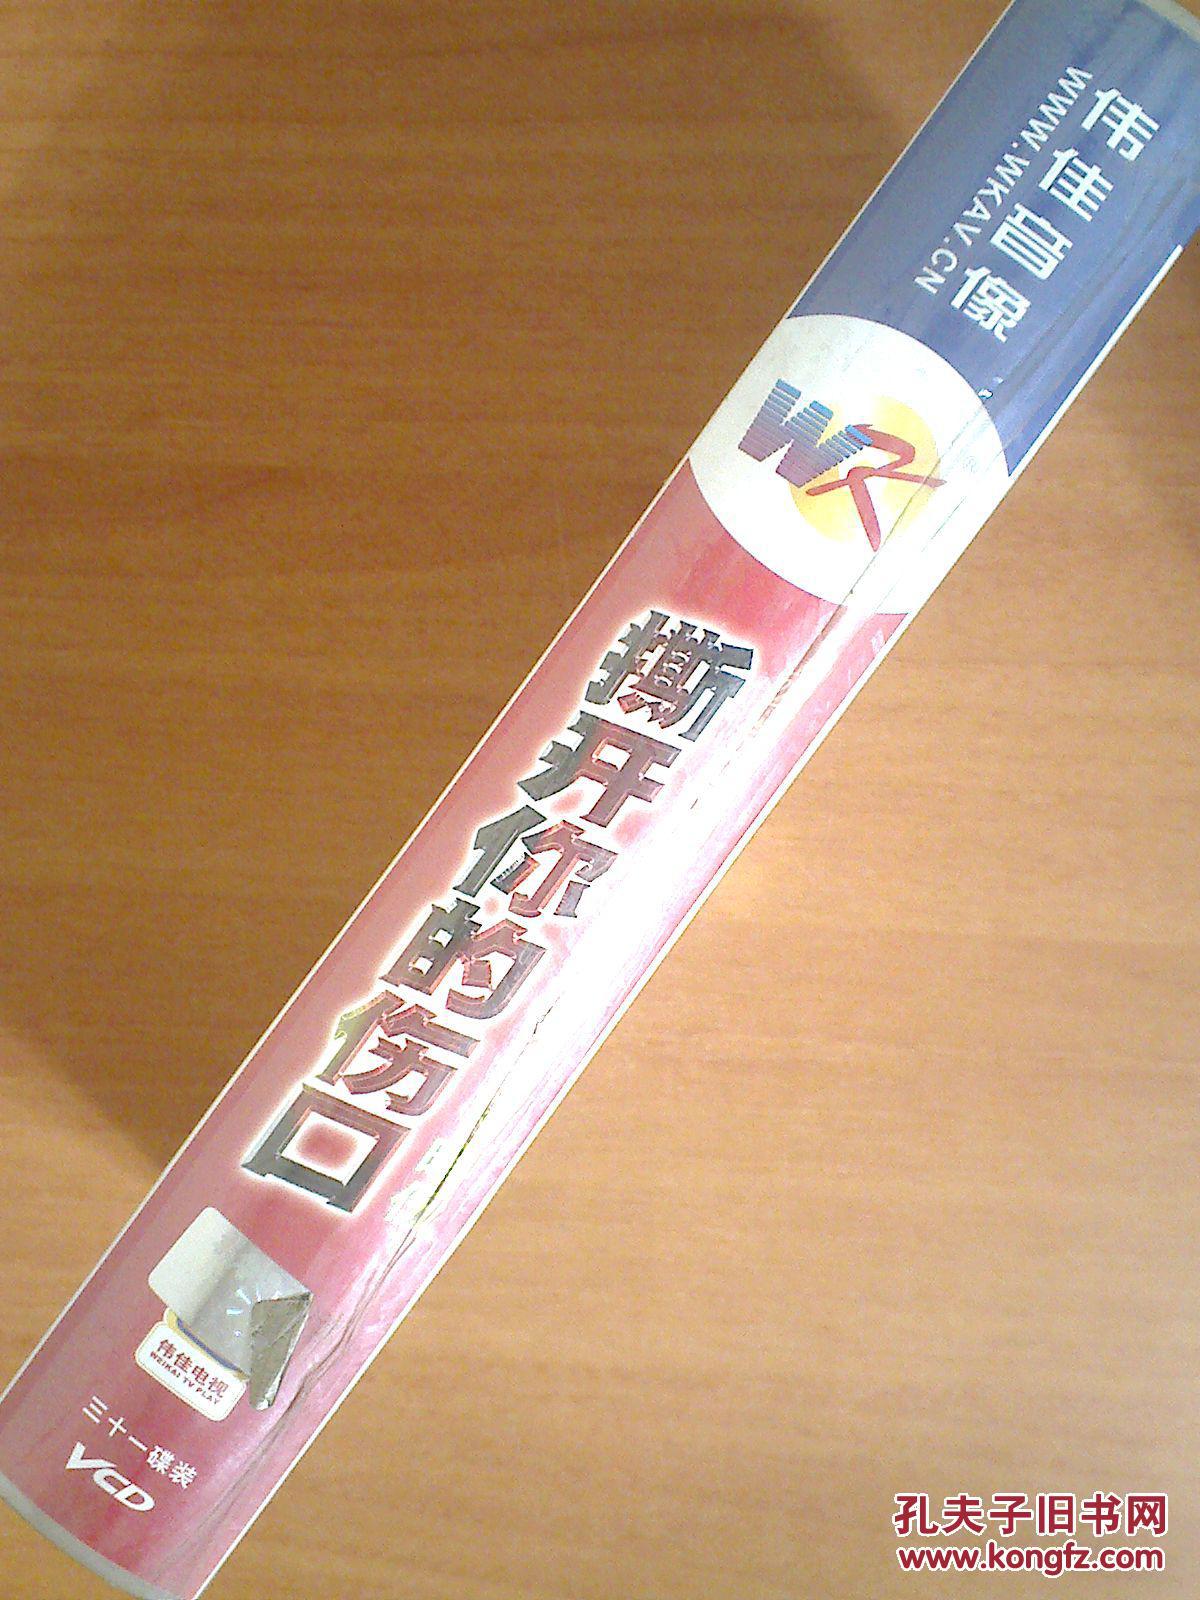 伟佳音像
WWW.WKAV.CN
WK
撕开你的伤口
伟佳电视
WEIKAI TV PLAY
三十一碟装
VCD
孔夫子旧书网
www.kongfz.com